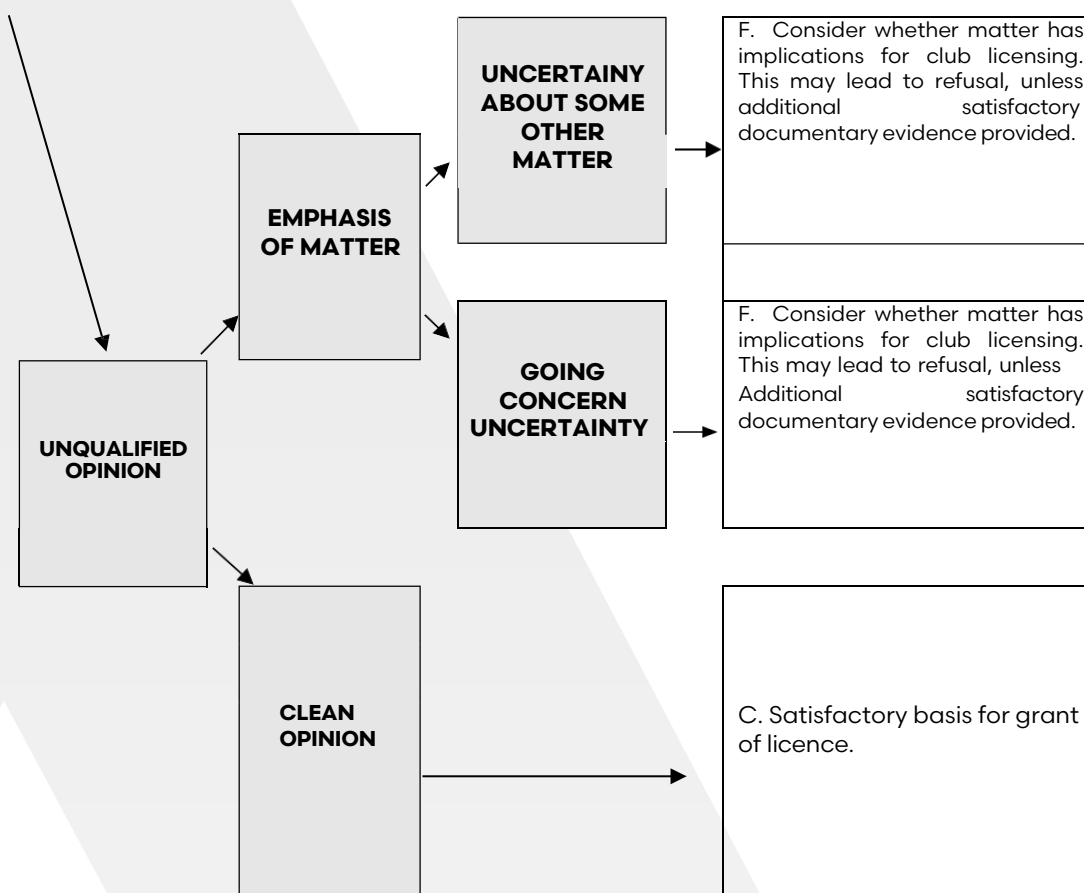 UNCERTAINY
ABOUT SOME
OTHER
MATTER
F. Consider whether matter has
implications for club licensing.
This may lead to refusal, unless
additional satisfactory
documentary evidence provided.
EMPHASIS
OF MATTER
GOING
CONCERN
UNCERTAINTY
F. Consider whether matter has
implications for club licensing.
This may lead to refusal, unless
Additional satisfactory
documentary evidence provided.
UNQUALIFIED
OPINION
CLEAN
OPINION
C. Satisfactory basis for grant
of licence.